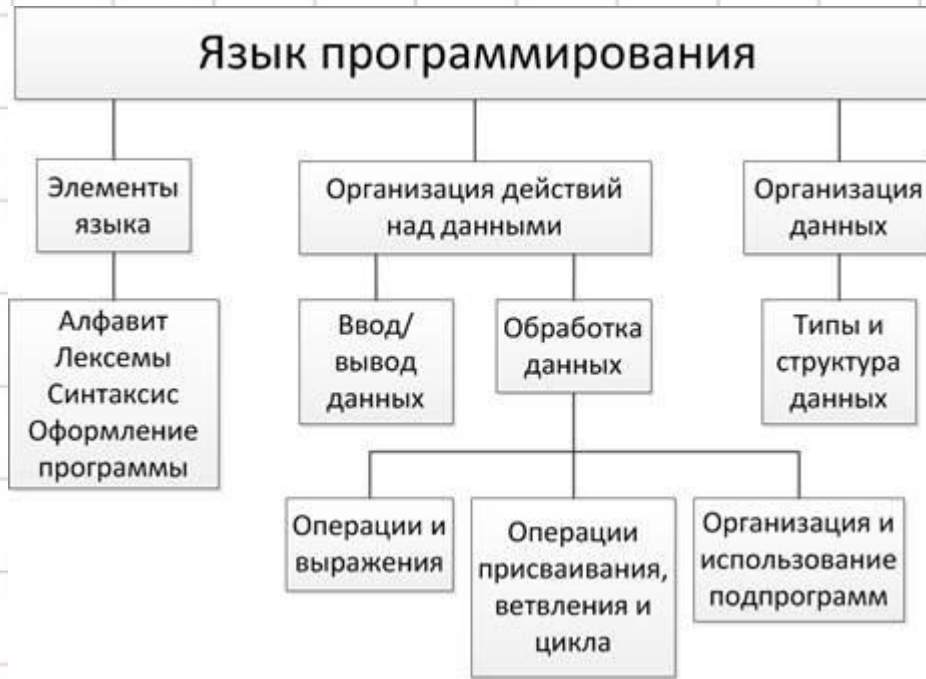 Язык программирования
Элементы
языка
Организация действий
над данными
Организация
данных
Алфавит
Лексемы
Синтаксис
Оформление
программы
Ввод/
вывод
данных
Обработка
данных
Типы и
структура
данных
Операции и
выражения
Операции
присваивания,
ветвления и
цикла
Организация и
использование
подпрограмм